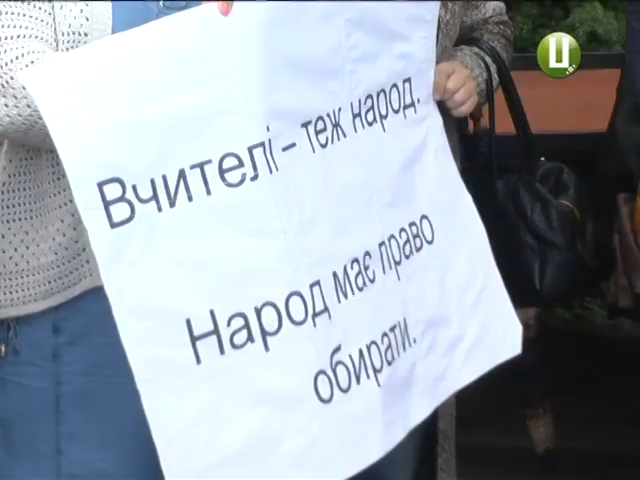 Ц
Вчителі – теж народ.
Народ має право
обирати.